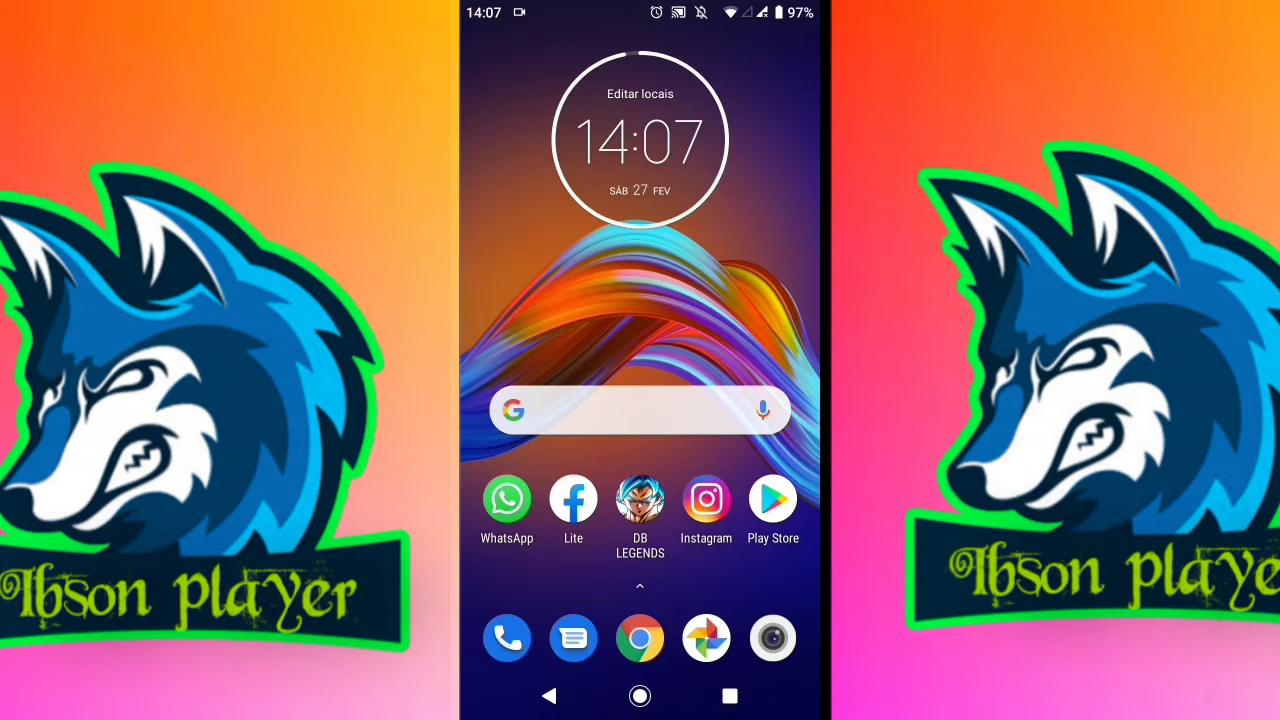 14:07
97%
Editar locais
14:07
SÁB 27 FEV
WhatsApp
Lite
DB LEGENDS
Instagram
Play Store
Ibson player
Ibson playe